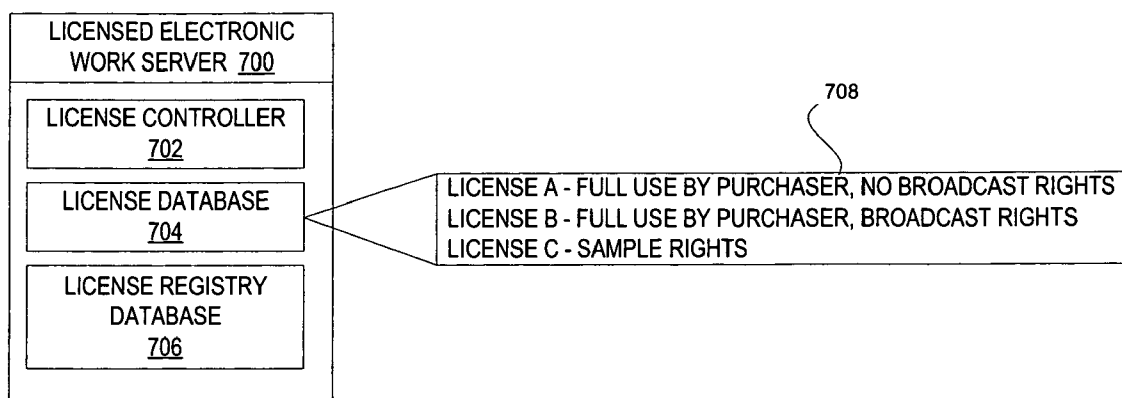 LICENSED ELECTRONIC
WORK SERVER 700
LICENSE CONTROLLER
702
LICENSE DATABASE
704
LICENSE REGISTRY
DATABASE
706
708
LICENSE A - FULL USE BY PURCHASER, NO BROADCAST RIGHTS
LICENSE B - FULL USE BY PURCHASER, BROADCAST RIGHTS
LICENSE C - SAMPLE RIGHTS